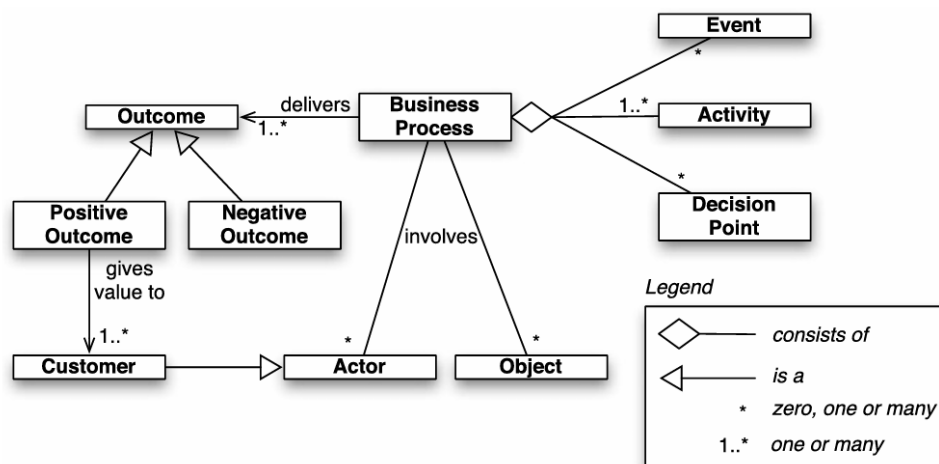 Event
*
delivers
1..*
Business
Process
1..*
Activity
Outcome
*
Decision
Point
Positive
Outcome
Negative
Outcome
involves
gives
value to
1..*
*
*
Customer
Actor
Object
Legend
consists of
is a
* zero, one or many
1..* one or many